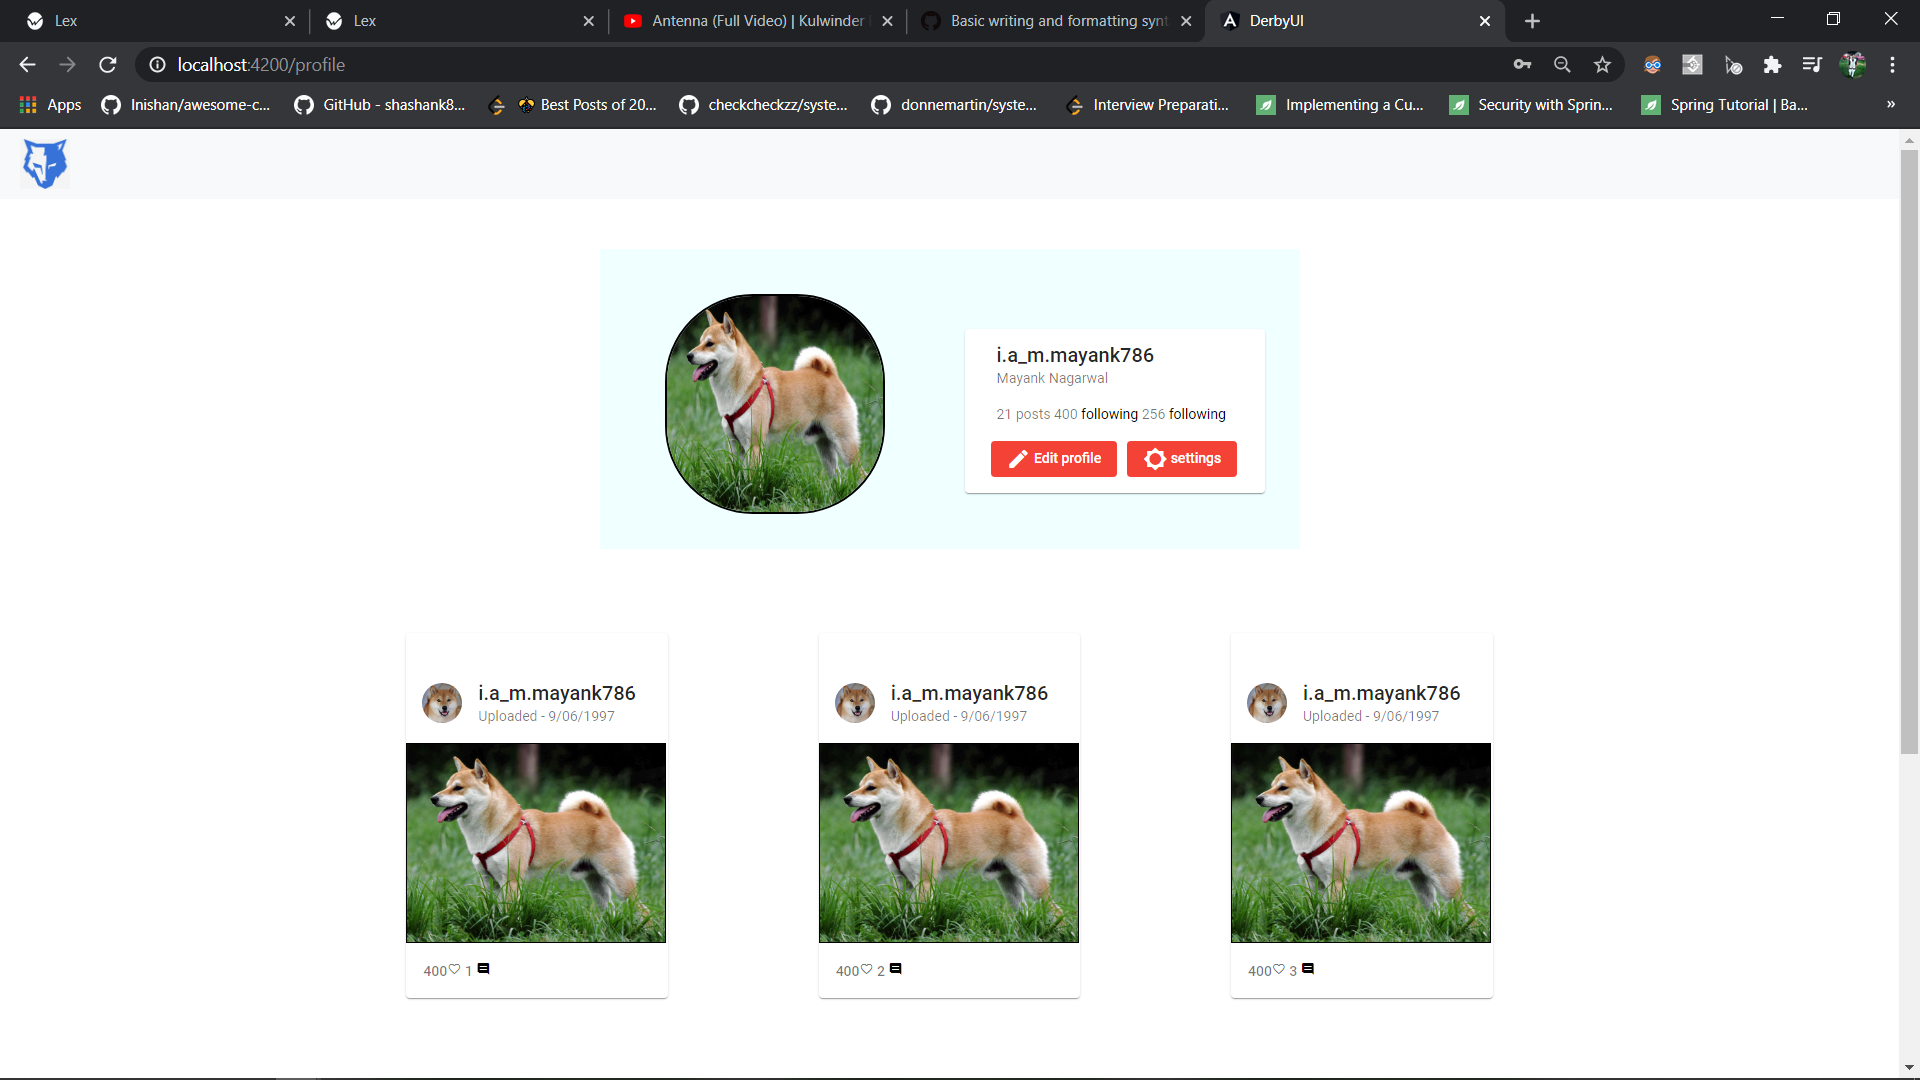 Lex
Lex
Antenna (Full Video) | Kulwinder
Basic writing and formatting synt
DerbyUI
localhost:4200/profile
Apps
Inishan/awesome-c...
GitHub - shashank8...
Best Posts of 20...
checkcheckzz/syste...
donnemartin/syste...
Interview Preparati...
Implementing a Cu...
Security with Sprin...
Spring Tutorial | Ba...
»
i.a_m.mayank786
Mayank Nagarwal
21 posts 400 following 256 following
Edit profile
settings
i.a_m.mayank786
Uploaded - 9/06/1997
400 1
i.a_m.mayank786
Uploaded - 9/06/1997
400 2
i.a_m.mayank786
Uploaded - 9/06/1997
400 3